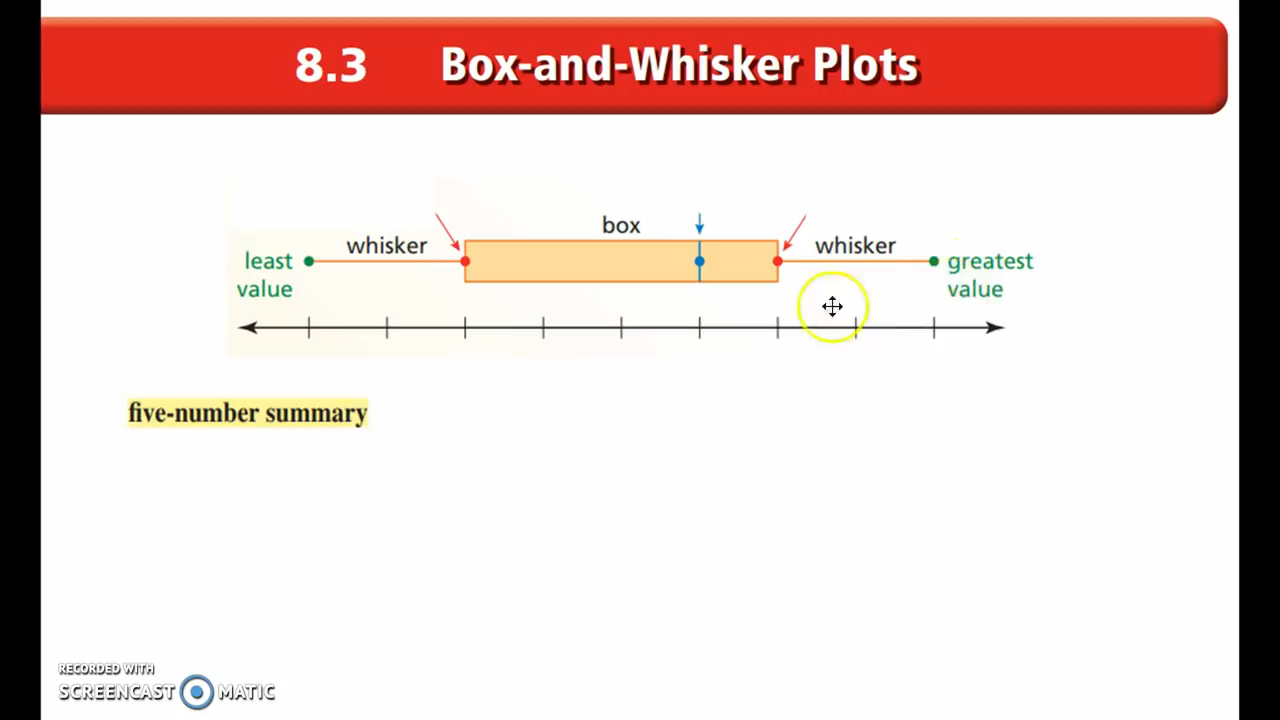 8.3 Box-and-Whisker Plots
box
whisker
whisker
least
value
greatest
value
five-number summary
RECORDED WITH
SCREENCAST MATIC